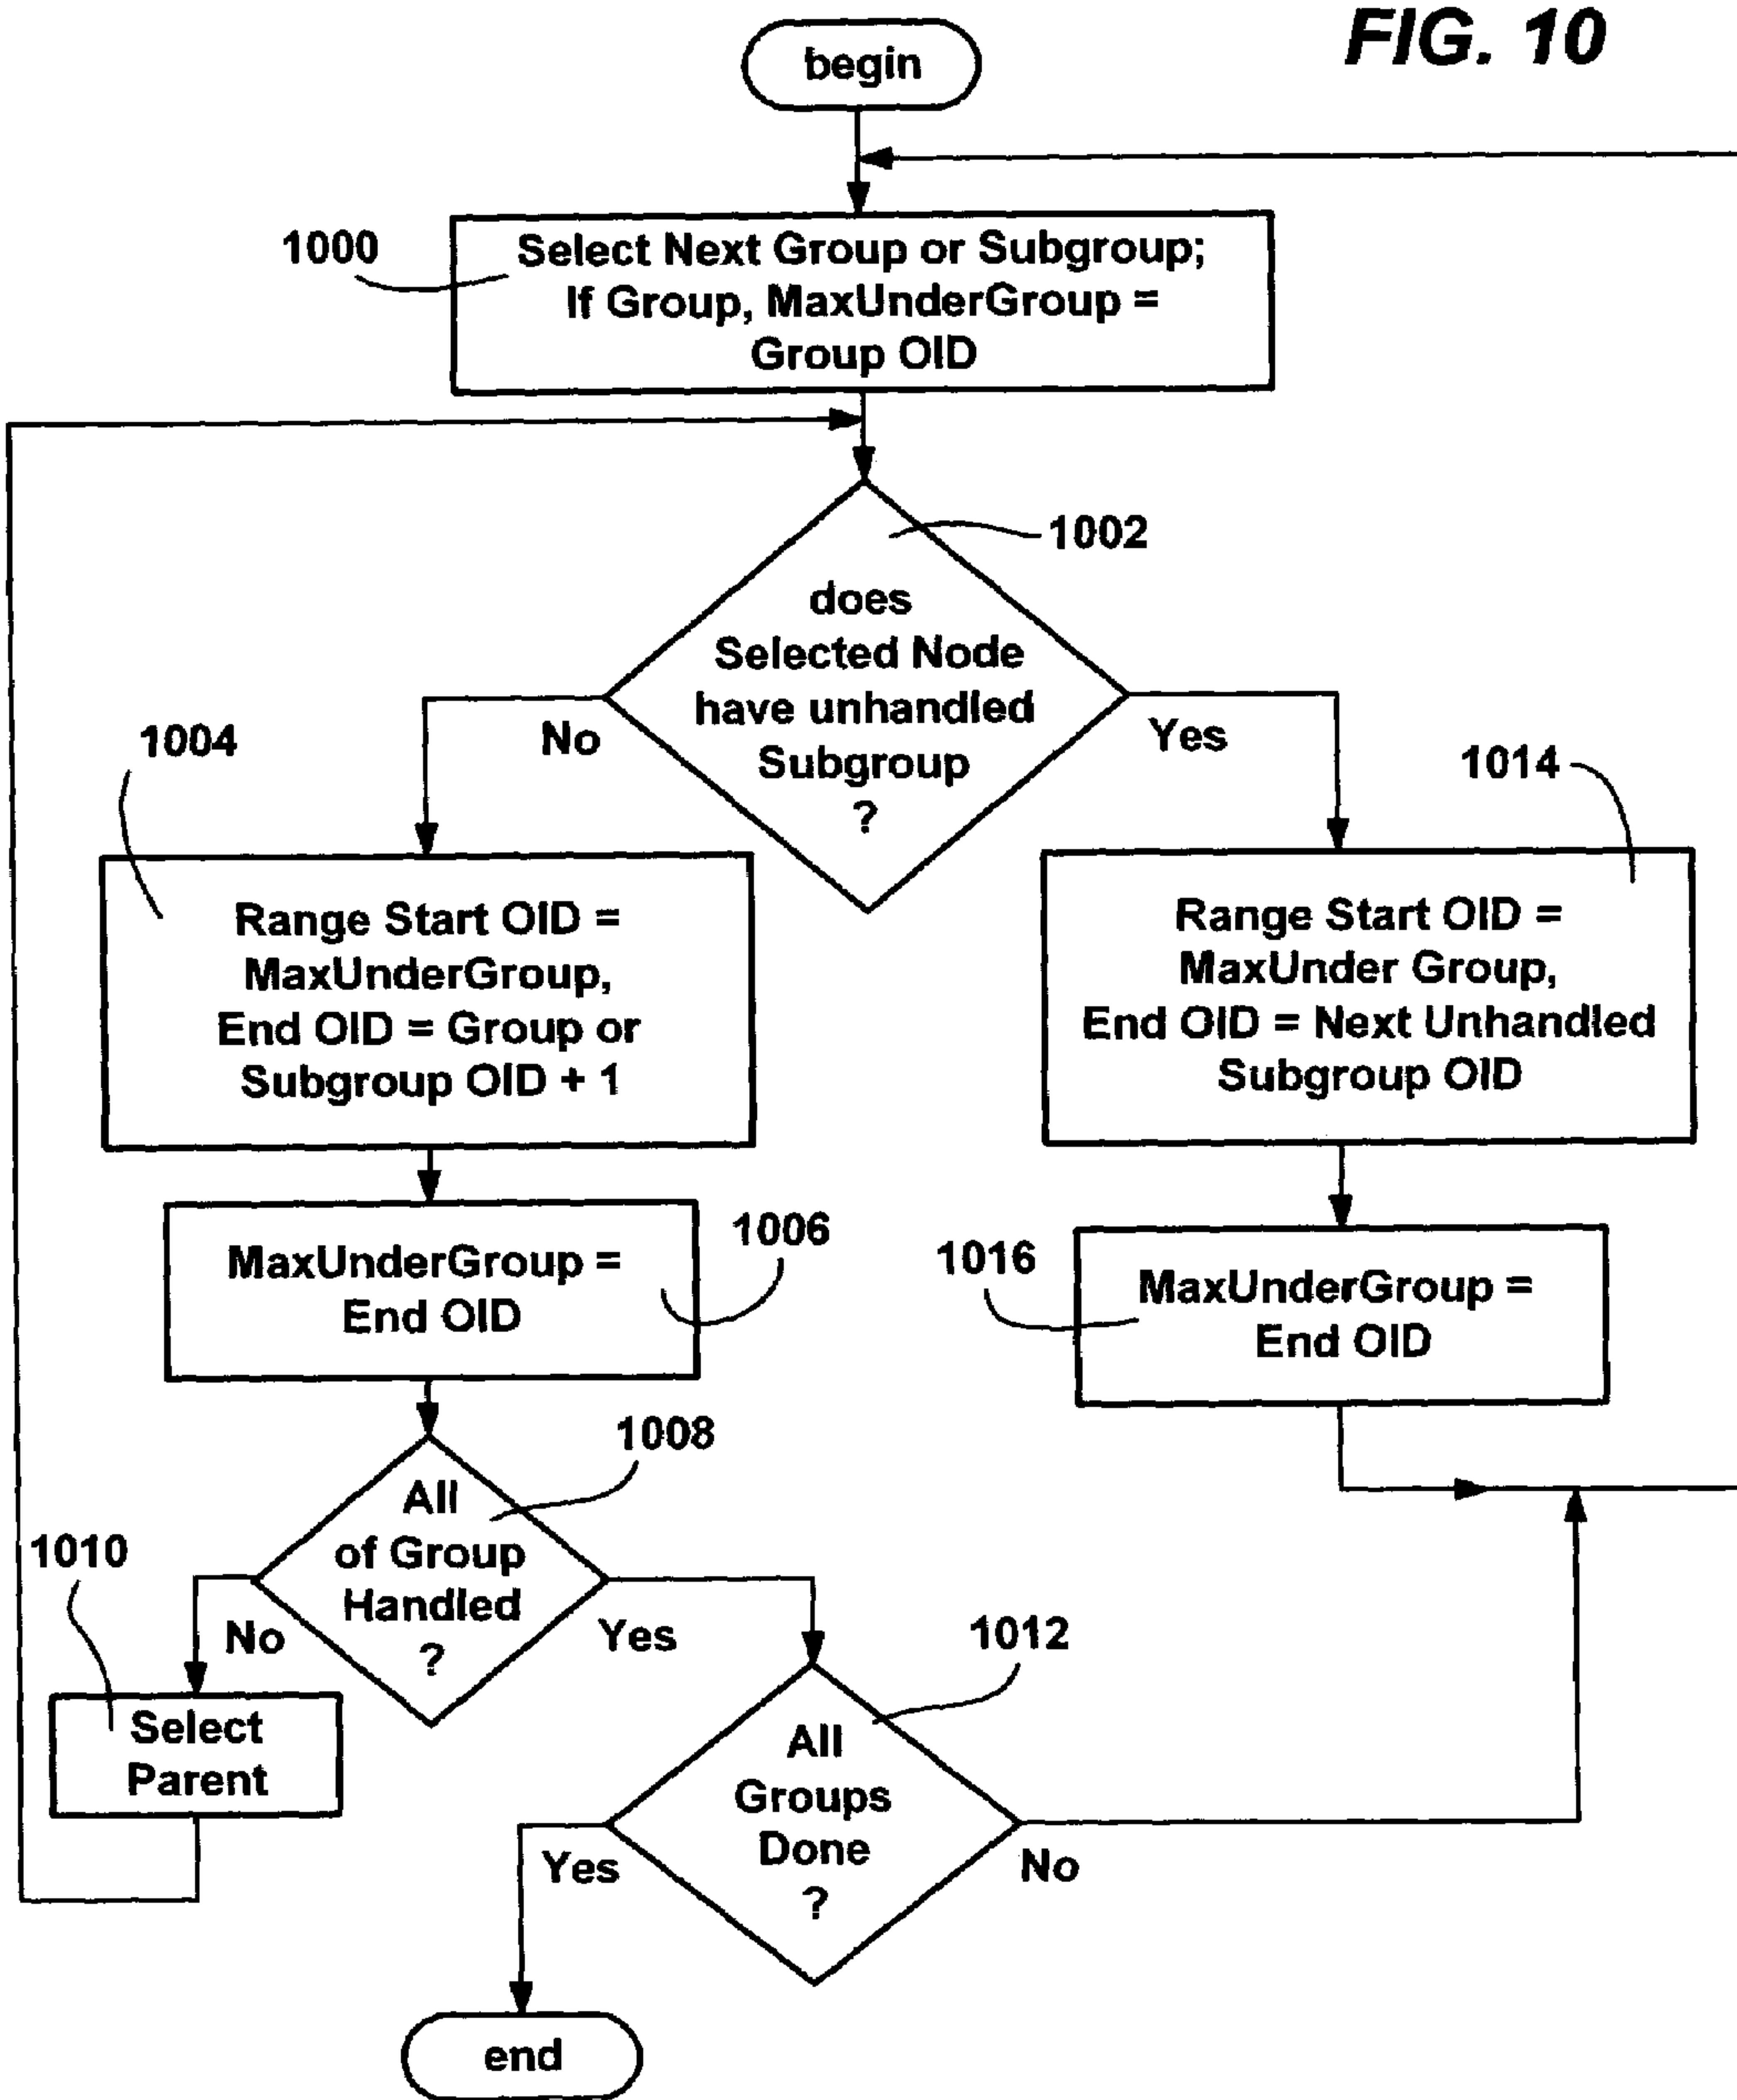 FIG. 10
begin
1000
Select Next Group or Subgroup;
If Group, MaxUnderGroup =
Group OID
1002
does
Selected Node
have unhandled
Subgroup
?
No
Yes
1004
Range Start OID =
MaxUnderGroup,
End OID = Group or
Subgroup OID + 1
1014
Range Start OID =
MaxUnder Group,
End OID = Next Unhandled
Subgroup OID
1006
MaxUnderGroup =
End OID
1016
MaxUnderGroup =
End OID
1008
All
of Group
Handled
?
No
Yes
1010
Select
Parent
1012
All
Groups
Done
?
Yes
No
end